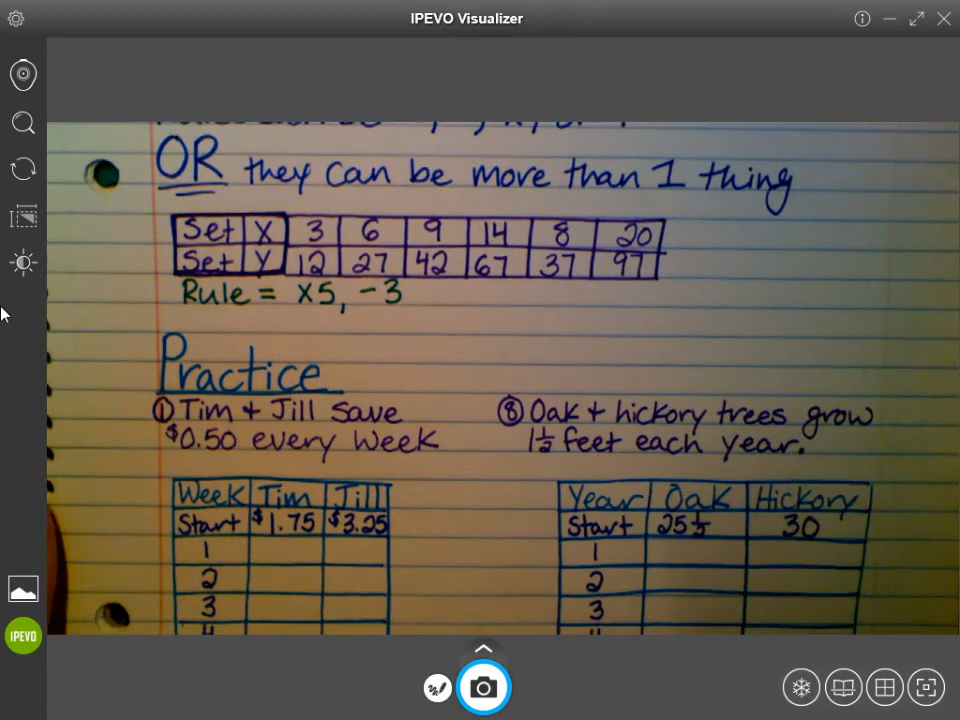 IPEVO Visualizer
OR they can be more than 1 thing
Set X 3 6 9 14 8 20
Set Y 12 27 42 67 37 97
Rule = x5, -3
Practice
① Tim + Jill save
$0.50 every week
Week Tim Jill
Start $1.75 $3.25
1
2
3
4
⑧ Oak + hickory trees grow
1½ feet each year.
Year Oak Hickory
Start 25½ 30
1
2
3
4
IPEVO